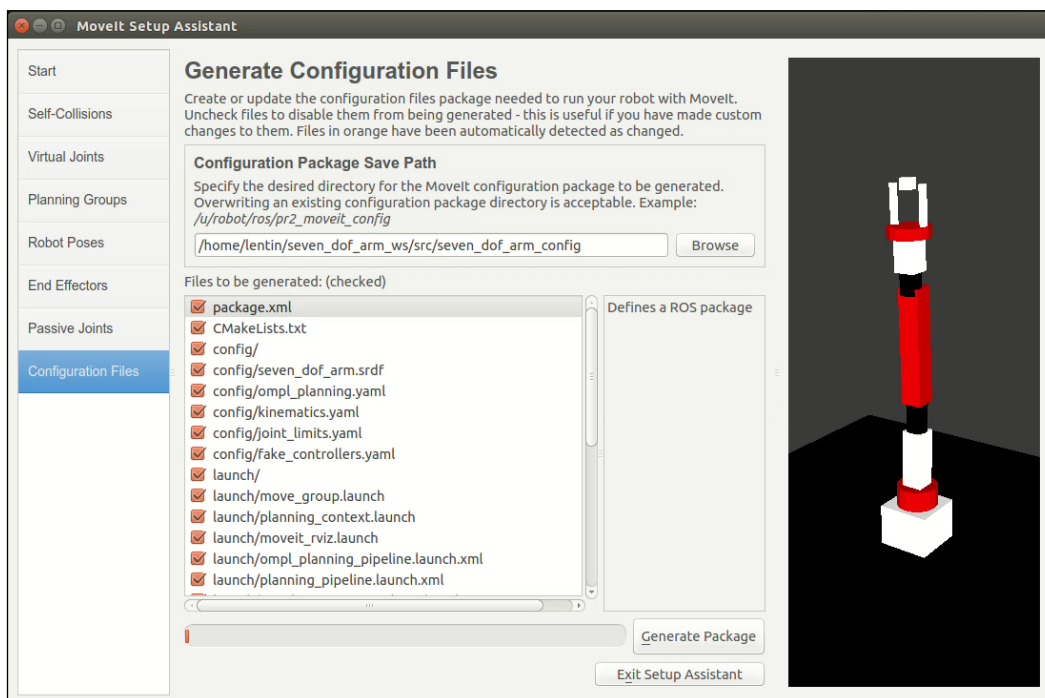 MoveIt Setup Assistant
Start
Self-Collisions
Virtual Joints
Planning Groups
Robot Poses
End Effectors
Passive Joints
Configuration Files
Generate Configuration Files
Create or update the configuration files package needed to run your robot with MoveIt.
Uncheck files to disable them from being generated - this is useful if you have made custom
changes to them. Files in orange have been automatically detected as changed.
Configuration Package Save Path
Specify the desired directory for the MoveIt configuration package to be generated.
Overwriting an existing configuration package directory is acceptable. Example:
/u/robot/ros/pr2_moveit_config
/home/lentin/seven_dof_arm_ws/src/seven_dof_arm_config
Browse
Files to be generated: (checked)
package.xml
CMakeLists.txt
config/
config/seven_dof_arm.srdf
config/ompl_planning.yaml
config/kinematics.yaml
config/joint_limits.yaml
config/fake_controllers.yaml
launch/
launch/move_group.launch
launch/planning_context.launch
launch/moveit_rviz.launch
launch/ompl_planning_pipeline.launch.xml
launch/planning_pipeline.launch.xml
Defines a ROS package
Generate Package
Exit Setup Assistant